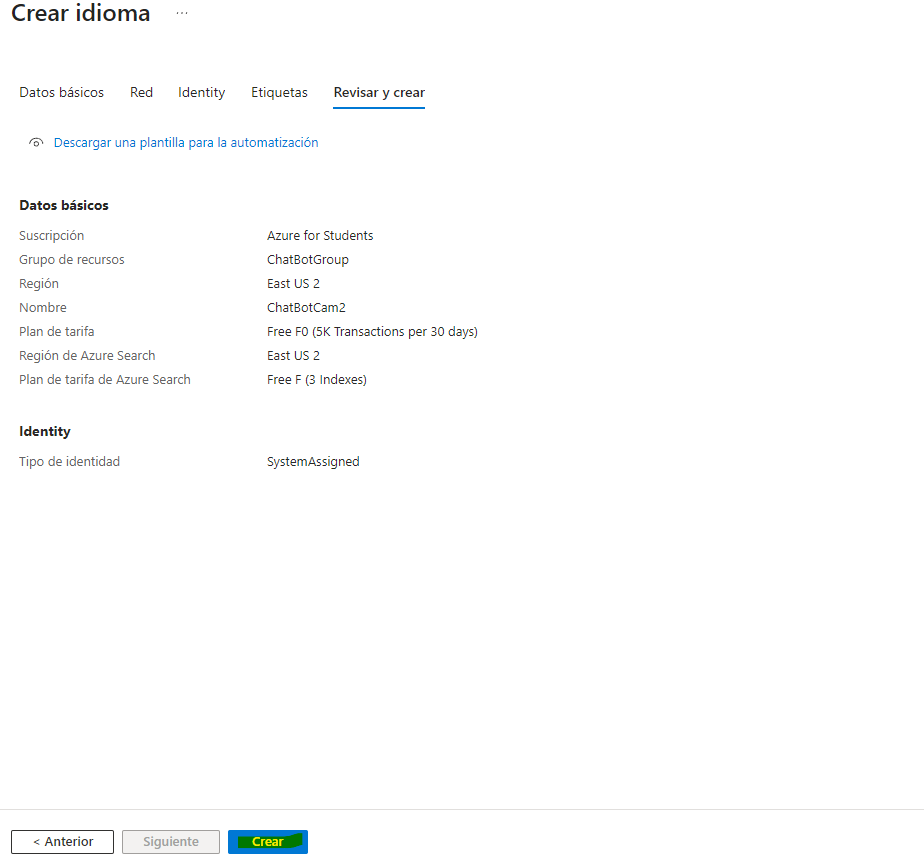 Crear idioma ...
Datos básicos Red Identity Etiquetas Revisar y crear
Descargar una plantilla para la automatización
Datos básicos
Suscripción Azure for Students
Grupo de recursos ChatBotGroup
Región East US 2
Nombre ChatBotCam2
Plan de tarifa Free F0 (5K Transactions per 30 days)
Región de Azure Search East US 2
Plan de tarifa de Azure Search Free F (3 Indexes)
Identity
Tipo de identidad SystemAssigned
< Anterior Siguiente Crear